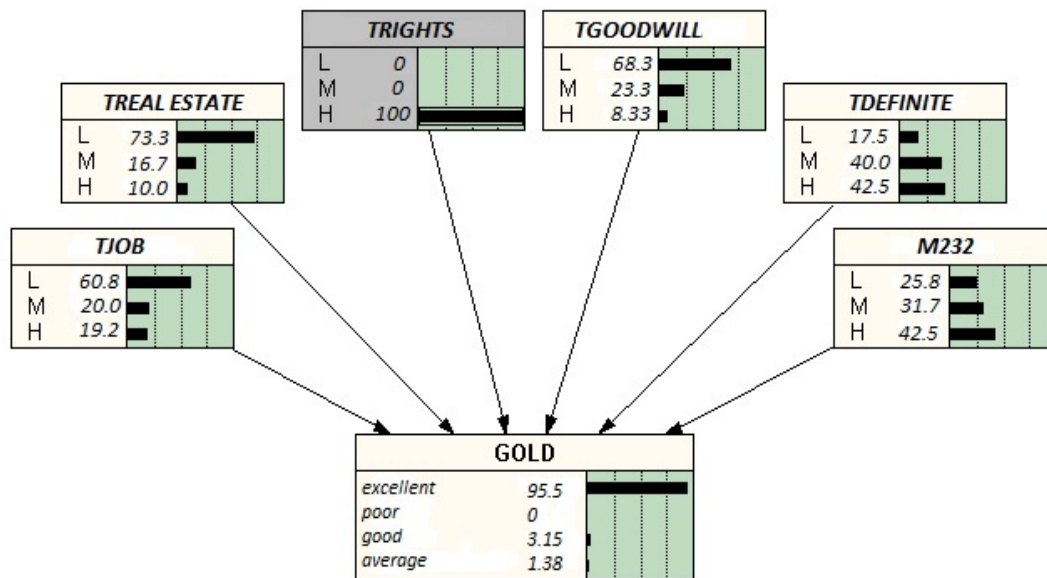 TRIGHTS
L 0
M 0
H 100
TGOODWILL
L 68.3
M 23.3
H 8.33
TREAL ESTATE
L 73.3
M 16.7
H 10.0
TDEFINITE
L 17.5
M 40.0
H 42.5
TJOB
L 60.8
M 20.0
H 19.2
M232
L 25.8
M 31.7
H 42.5
GOLD
excellent 95.5
poor 0
good 3.15
average 1.38